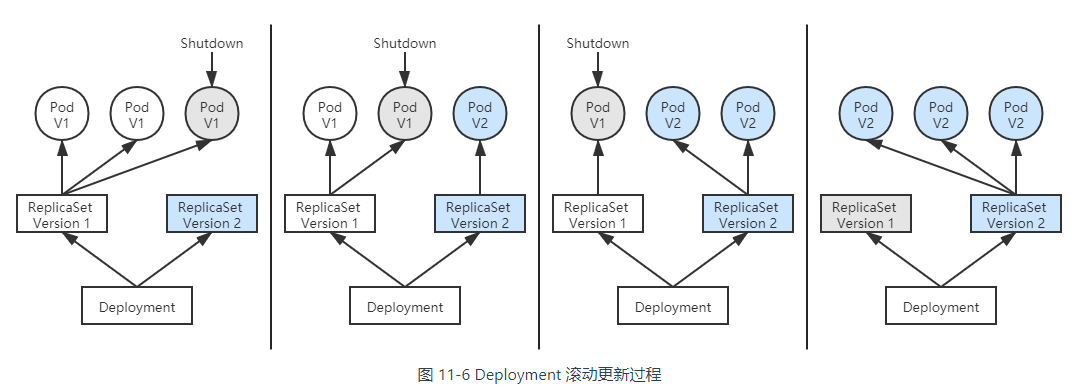 Shutdown
Pod
V1
Pod
V1
Pod
V1
ReplicaSet
Version 1
ReplicaSet
Version 2
Deployment
Shutdown
Pod
V1
Pod
V1
Pod
V2
ReplicaSet
Version 1
ReplicaSet
Version 2
Deployment
Shutdown
Pod
V1
Pod
V2
Pod
V2
ReplicaSet
Version 1
ReplicaSet
Version 2
Deployment
Pod
V2
Pod
V2
Pod
V2
ReplicaSet
Version 1
ReplicaSet
Version 2
Deployment
图 11-6 Deployment 滚动更新过程